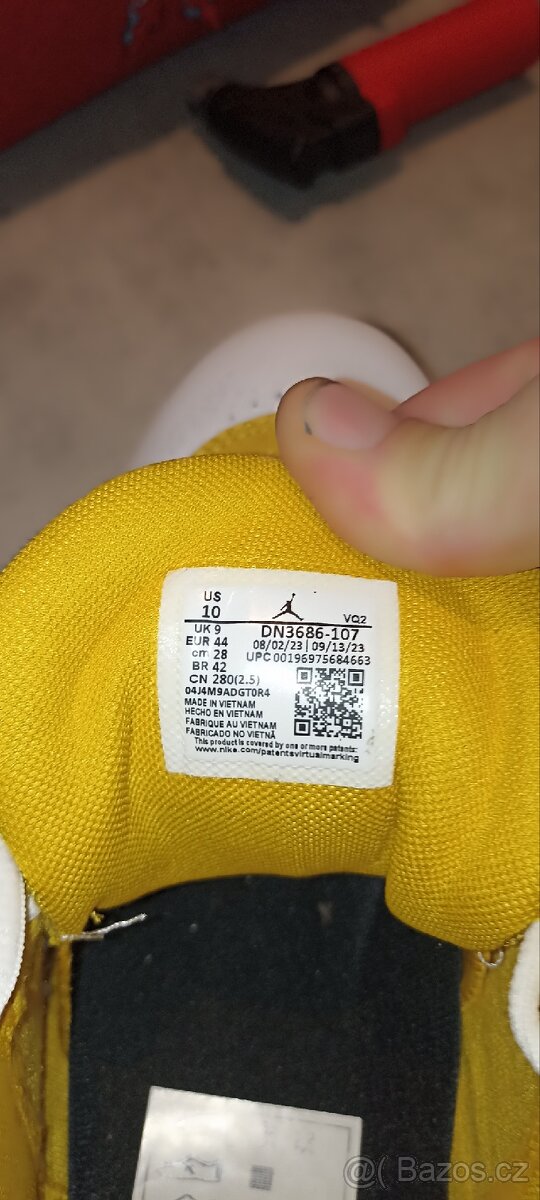 US
10
VQ2
UK 9
DN3686-107
EUR 44
08/02/23 | 09/13/23
cm 28
UPC 00196975684663
BR 42
CN 280(2.5)
04J4M9ADGT0R4
MADE IN VIETNAM
HECHO EN VIETNAM
FABRIQUE AU VIETNAM
FABRICADO NO VIETNÃ
This product is covered by one or more patents:
www.nike.com/patentsvirtualmarking
@( Bazos.cz